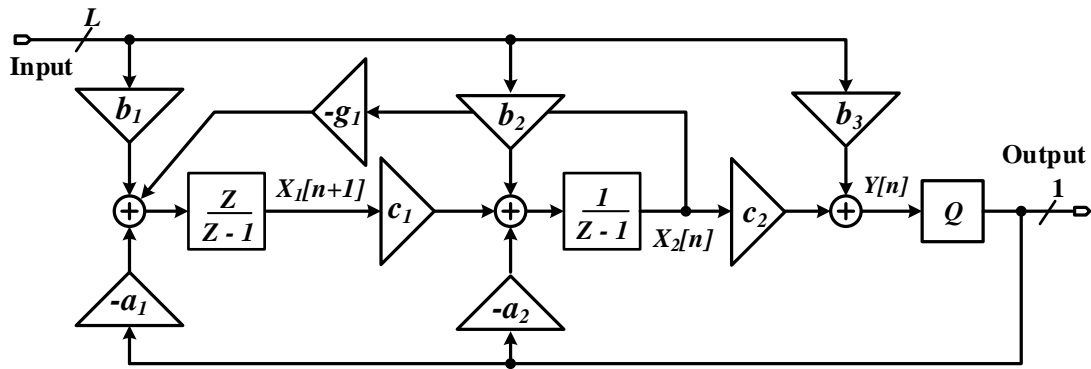 L
Input
b1
-g1
b2
b3
Output
1
Z
Z - 1
X1[n+1]
c1
1
Z - 1
X2[n]
c2
Y[n]
Q
-a1
-a2